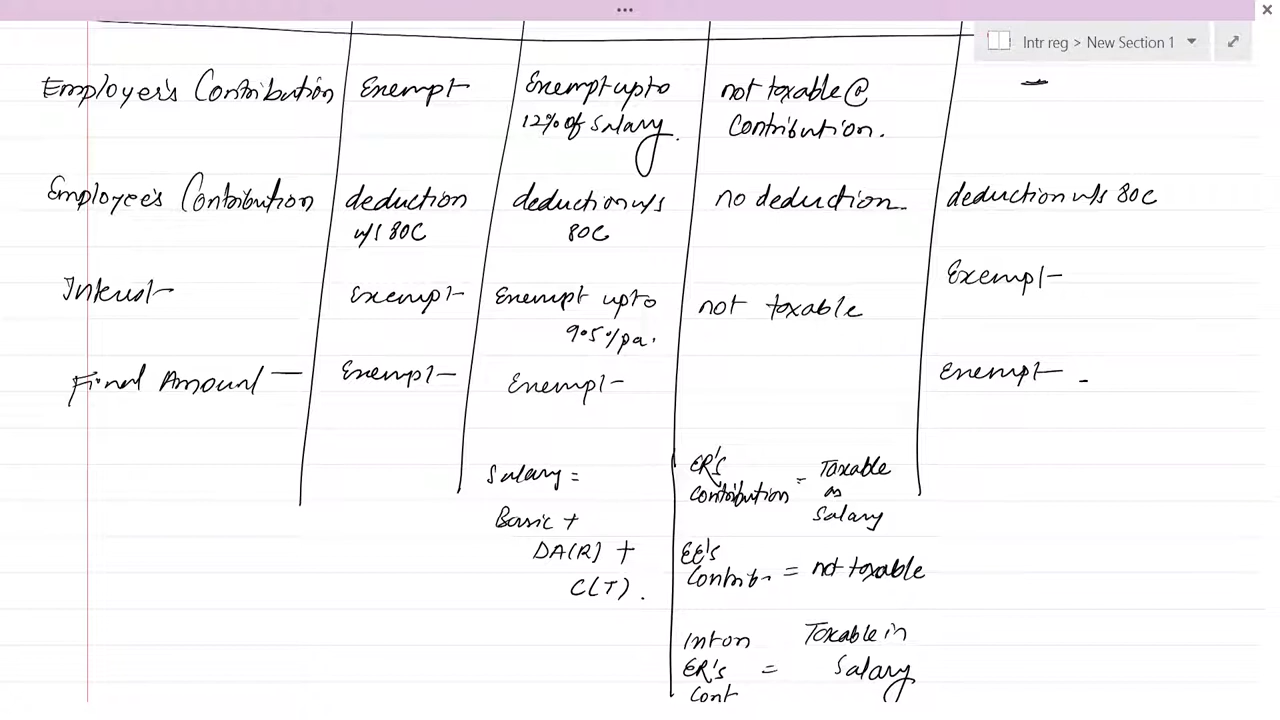 Intr reg > New Section 1
Employer's Contribution Exempt Exempt upto not taxable @ -
12% of Salary. Contribution.
Employee's Contribution deduction deduction u/s no deduction. deduction u/s 80C
u/s 80C 80C
Interest Exempt Exempt upto not taxable Exempt
9.5%pa.
Final Amount Exempt Exempt Exempt.
Salary = ER'S Contribution = Taxable as Salary
Basic +
DA(R) + EE's Contribn = not taxable
C(T).
Int on Taxable in
ER's = Salary
Cont